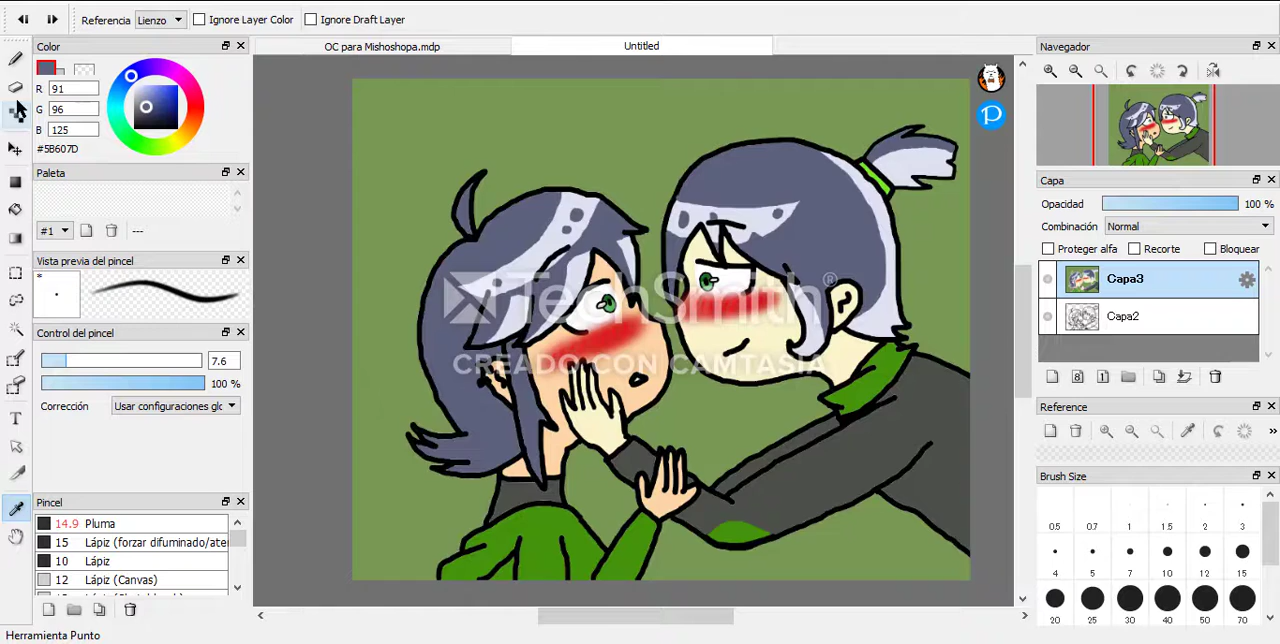 Referencia Lienzo Ignore Layer Color Ignore Draft Layer
Color OC para Mishoshopa.mdp Untitled Navegador
R 91
G 96
B 125
#5B607D
Paleta
#1 ---
Vista previa del pincel
*
Control del pincel
7.6
100 %
Corrección Usar configuraciones glo
Pincel
14.9 Pluma
15 Lápiz (forzar difuminado/ate
10 Lápiz
12 Lápiz (Canvas)
Herramienta Punto
TechSmith®
CREADO CON CAMTASIA
P
Capa
Opacidad 100 %
Combinación Normal
Proteger alfa Recorte Bloquear
Capa3
Capa2
Reference
Brush Size
0.5 0.7 1 1.5 2 3
4 5 7 10 12 15
20 25 30 40 50 70